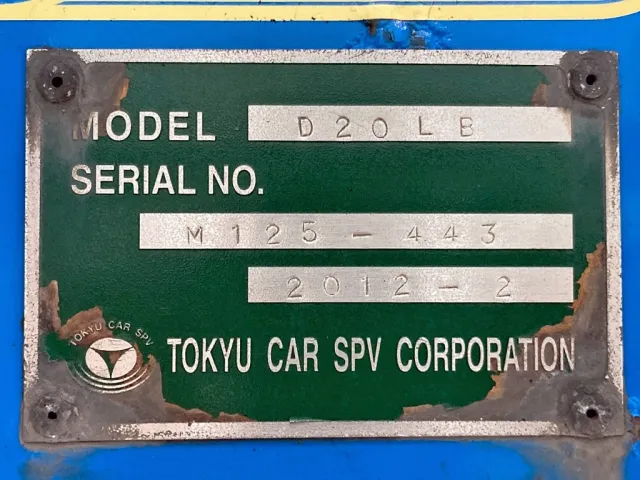 MODEL D20LB
SERIAL NO.
M125-443
2012-2
TOKYU CAR SPV
TOKYU CAR SPV CORPORATION